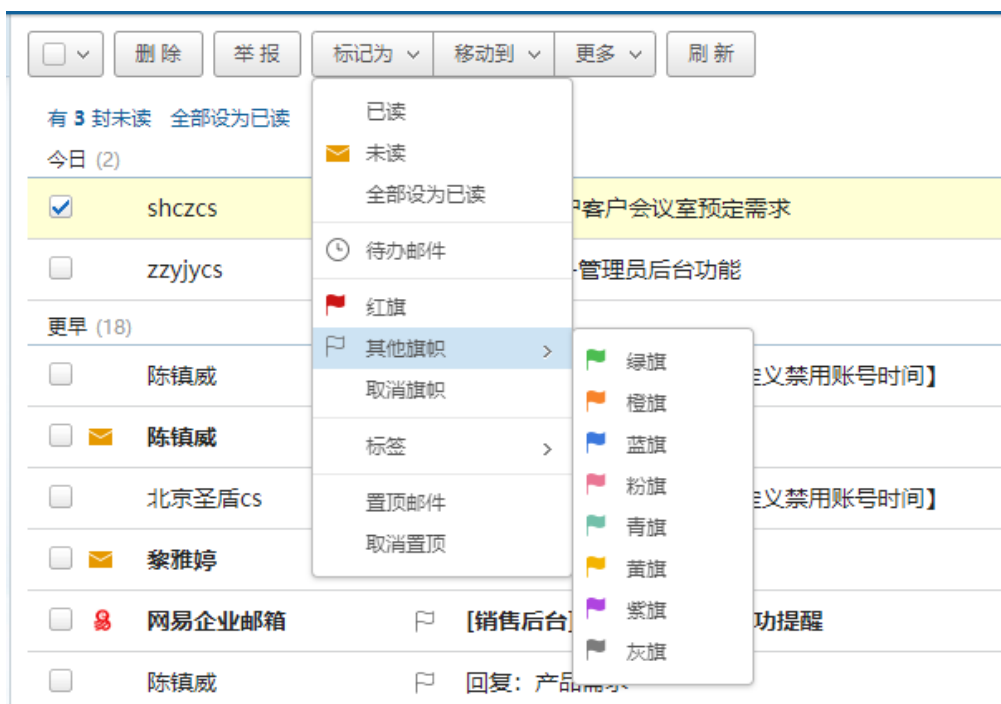 删 除 举 报 标记为 移动到 更多 刷 新
有 3 封未读 全部设为已读
今日 (2)
shczcs
客户会议室预定需求
zzyjycs
管理员后台功能
更早 (18)
陈镇威
义禁用账号时间】
陈镇威
北京圣盾cs
义禁用账号时间】
黎雅婷
网易企业邮箱 [销售后台]
功提醒
陈镇威 回复：产品需求
已读
未读
全部设为已读
待办邮件
红旗
其他旗帜
取消旗帜
标签
置顶邮件
取消置顶
绿旗
橙旗
蓝旗
粉旗
青旗
黄旗
紫旗
灰旗